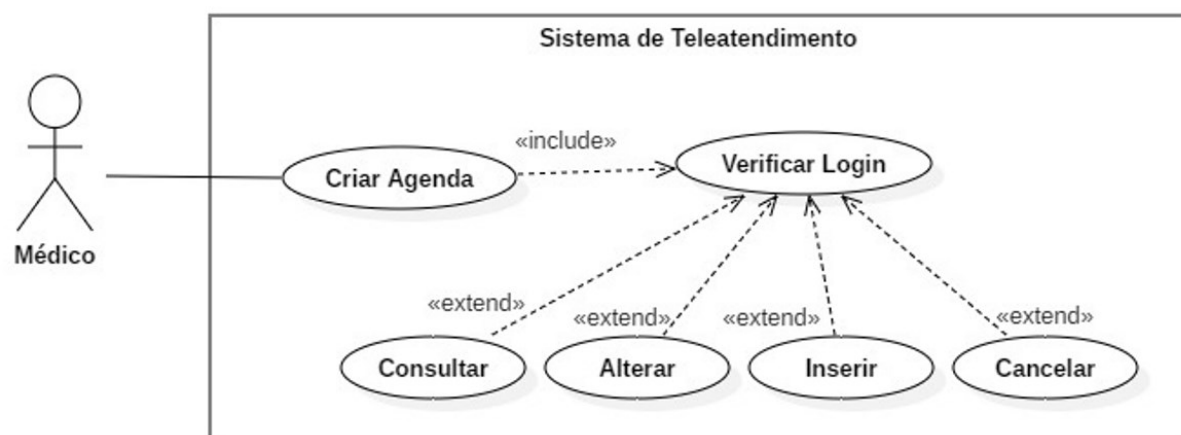 Sistema de Teleatendimento
«include»
Criar Agenda
Verificar Login
Médico
«extend»
«extend»
«extend»
«extend»
Consultar
Alterar
Inserir
Cancelar